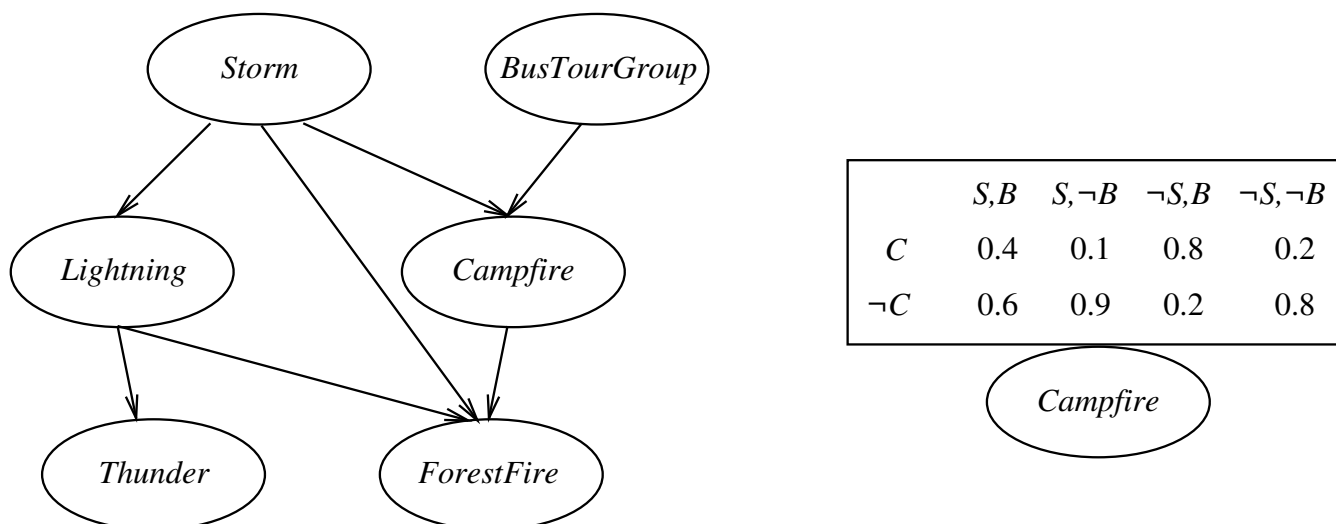 Storm
BusTourGroup
Lightning
Campfire
Thunder
ForestFire
S,B S,¬B ¬S,B ¬S,¬B
C 0.4 0.1 0.8 0.2
¬C 0.6 0.9 0.2 0.8
Campfire